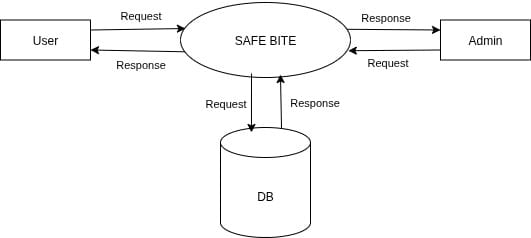 Request
Response
User
SAFE BITE
Admin
Response
Request
Request
Response
DB